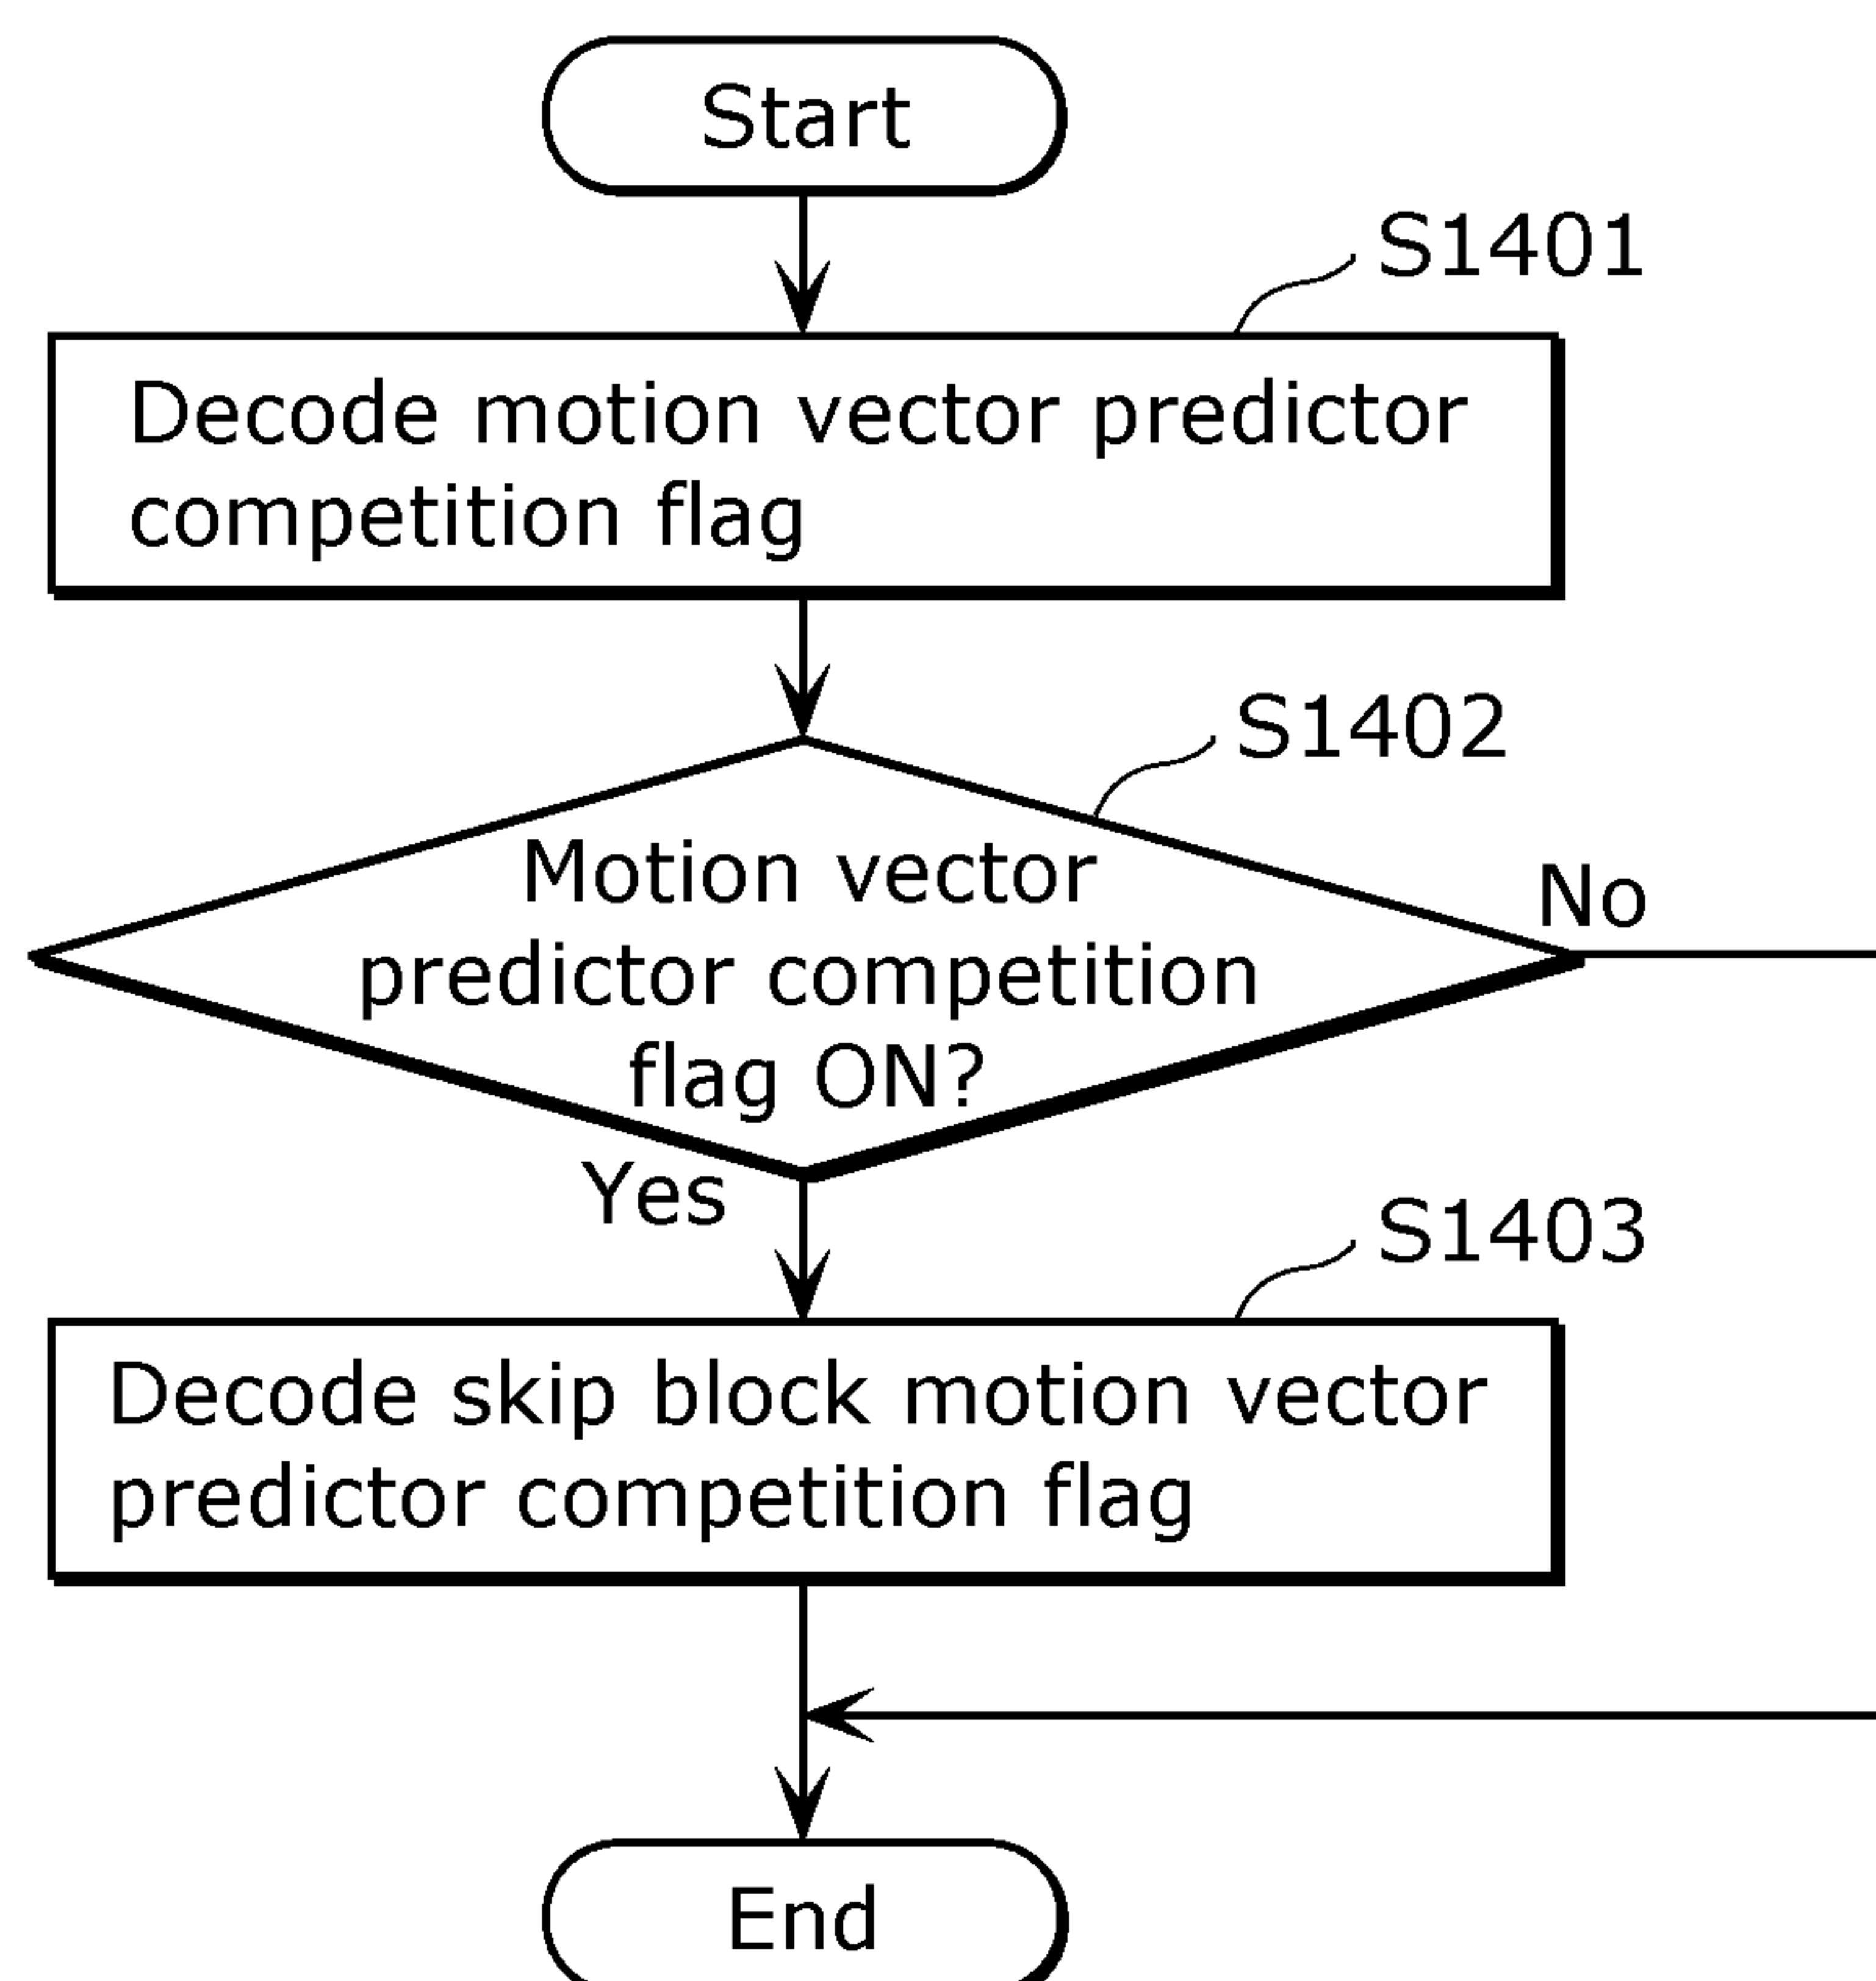 Start
S1401
Decode motion vector predictor
competition flag
S1402
Motion vector
predictor competition
flag ON?
No
Yes
S1403
Decode skip block motion vector
predictor competition flag
End